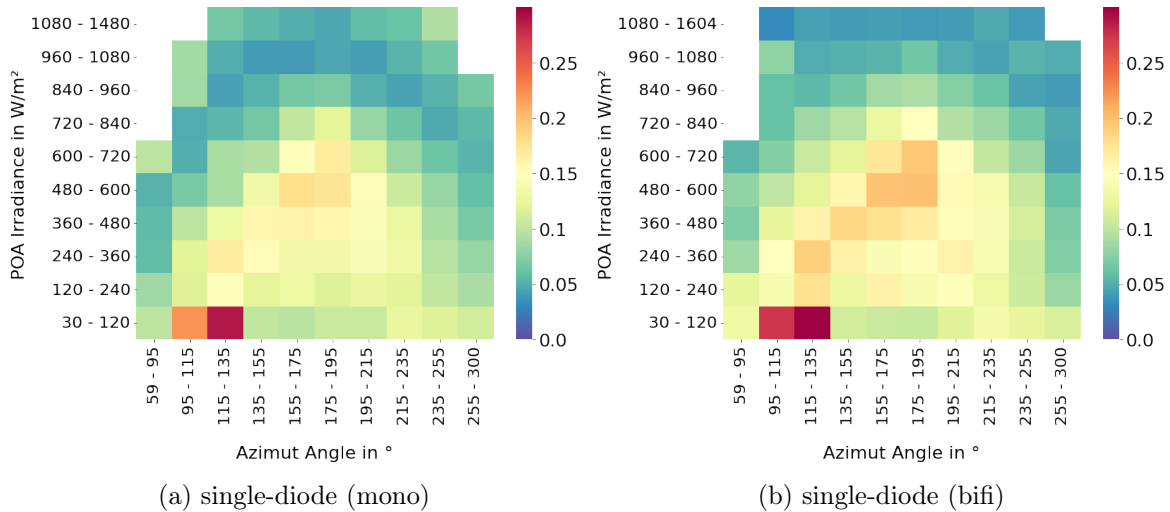 POA Irradiance in W/m²
1080 - 1480
960 - 1080
840 - 960
720 - 840
600 - 720
480 - 600
360 - 480
240 - 360
120 - 240
30 - 120
59 - 95
95 - 115
115 - 135
135 - 155
155 - 175
175 - 195
195 - 215
215 - 235
235 - 255
255 - 300
Azimut Angle in °
0.25
0.2
0.15
0.1
0.05
0.0
(a) single-diode (mono)
POA Irradiance in W/m²
1080 - 1604
960 - 1080
840 - 960
720 - 840
600 - 720
480 - 600
360 - 480
240 - 360
120 - 240
30 - 120
59 - 95
95 - 115
115 - 135
135 - 155
155 - 175
175 - 195
195 - 215
215 - 235
235 - 255
255 - 300
Azimut Angle in °
0.25
0.2
0.15
0.1
0.05
0.0
(b) single-diode (bifi)